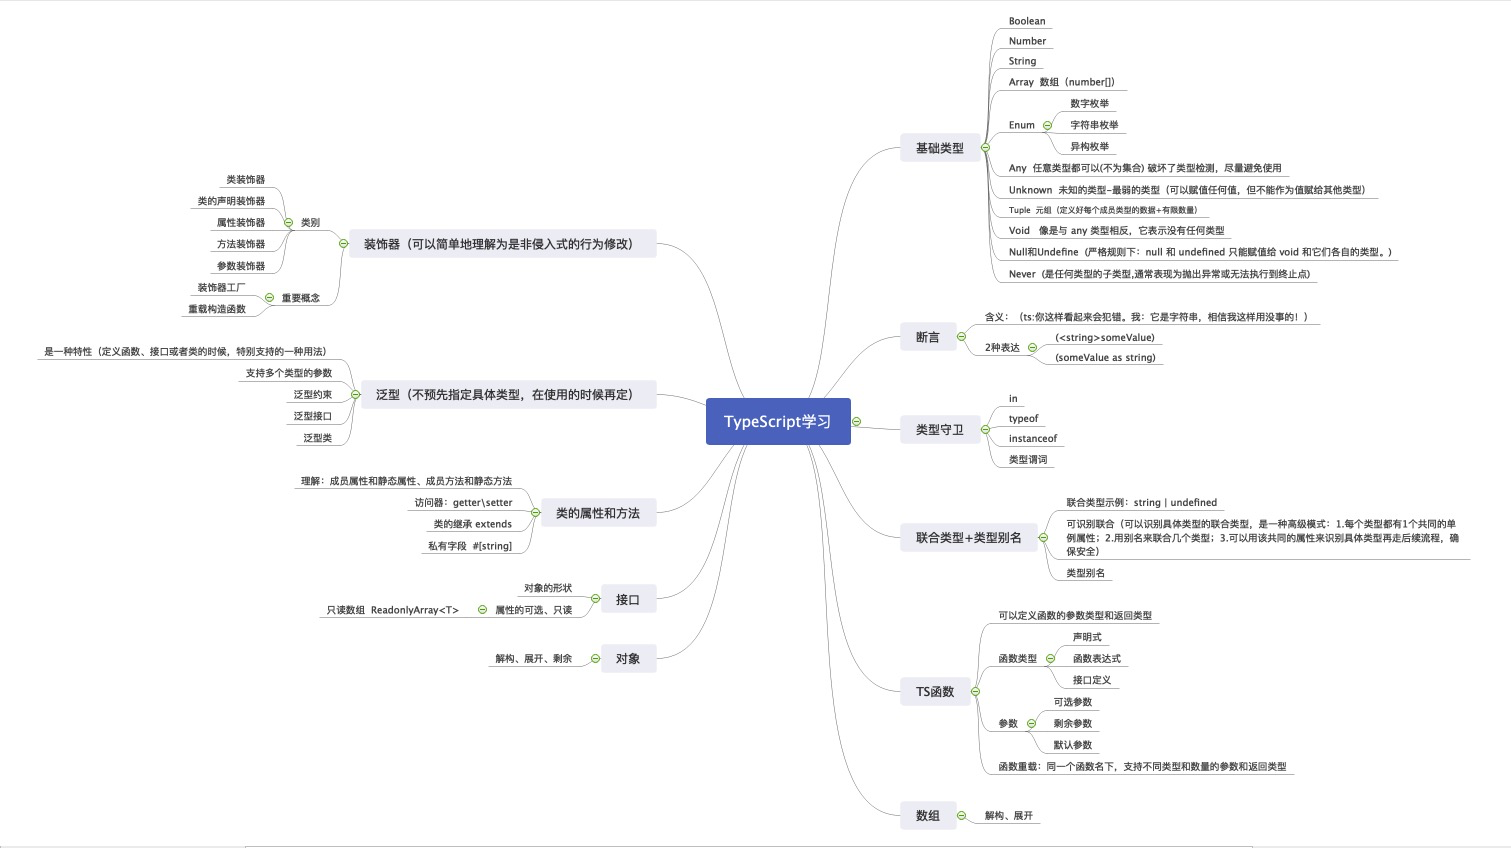 TypeScript学习
基础类型
Boolean
Number
String
Array 数组（number[]）
Enum
数字枚举
字符串枚举
异构枚举
Any 任意类型都可以(不为集合) 破坏了类型检测，尽量避免使用
Unknown 未知的类型–最弱的类型（可以赋值任何值，但不能作为值赋给其他类型）
Tuple 元组（定义好每个成员类型的数据+有限数量）
Void 像是与 any 类型相反，它表示没有任何类型
Null和Undefine（严格规则下：null 和 undefined 只能赋值给 void 和它们各自的类型。）
Never（是任何类型的子类型,通常表现为抛出异常或无法执行到终止点)
断言
含义：（ts:你这样看起来会犯错。我：它是字符串，相信我这样用没事的！）
2种表达
(<string>someValue)
(someValue as string)
类型守卫
in
typeof
instanceof
类型谓词
联合类型+类型别名
联合类型示例：string | undefined
可识别联合（可以识别具体类型的联合类型，是一种高级模式：1.每个类型都有1个共同的单
例属性；2.用别名来联合几个类型；3.可以用该共同的属性来识别具体类型再走后续流程，确
保安全）
类型别名
TS函数
可以定义函数的参数类型和返回类型
函数类型
声明式
函数表达式
接口定义
参数
可选参数
剩余参数
默认参数
函数重载：同一个函数名下，支持不同类型和数量的参数和返回类型
数组
解构、展开
装饰器（可以简单地理解为是非侵入式的行为修改）
类别
类装饰器
类的声明装饰器
属性装饰器
方法装饰器
参数装饰器
重要概念
装饰器工厂
重载构造函数
泛型（不预先指定具体类型，在使用的时候再定）
是一种特性（定义函数、接口或者类的时候，特别支持的一种用法）
支持多个类型的参数
泛型约束
泛型接口
泛型类
类的属性和方法
理解：成员属性和静态属性、成员方法和静态方法
访问器：getter\setter
类的继承 extends
私有字段 #[string]
接口
对象的形状
属性的可选、只读
只读数组 ReadonlyArray<T>
对象
解构、展开、剩余